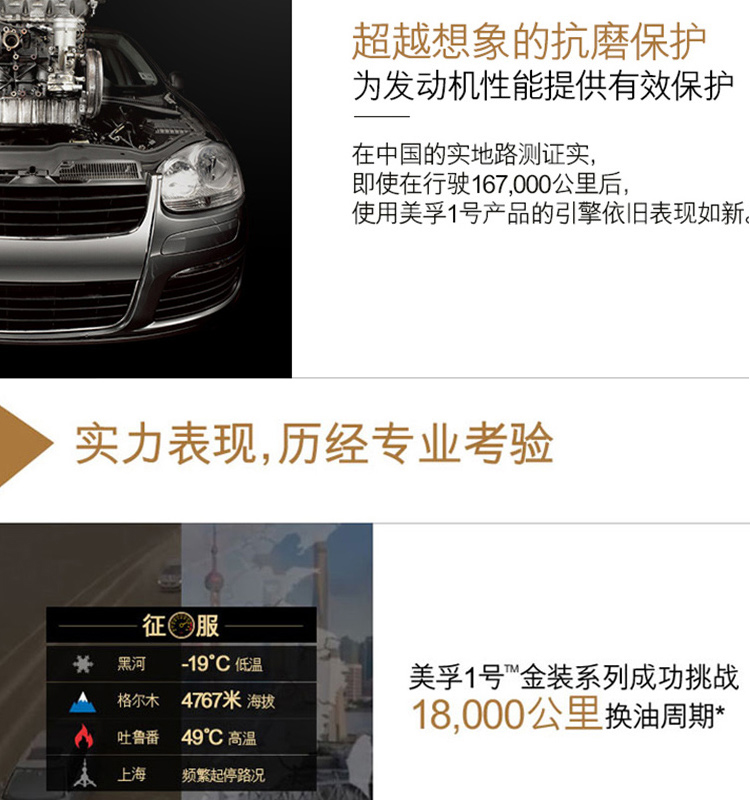 超越想象的抗磨保护
为发动机性能提供有效保护
在中国的实地路测证实,
即使在行驶167,000公里后,
使用美孚1号产品的引擎依旧表现如新。
实力表现,历经专业考验
征服
黑河 -19°C 低温
格尔木 4767米 海拔
吐鲁番 49°C 高温
上海 频繁起停路况
美孚1号™金装系列成功挑战
18,000公里换油周期*